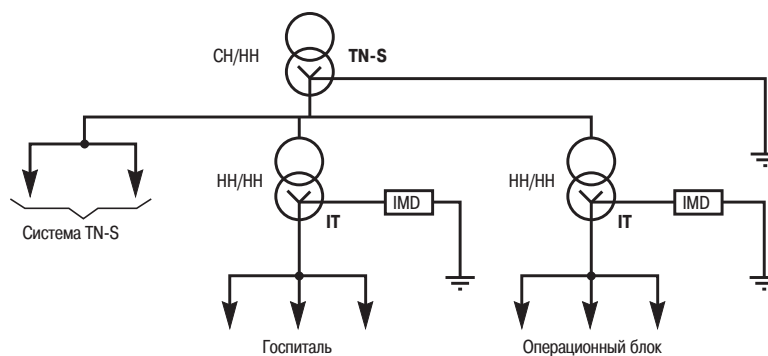 СН/НН
TN-S
НН/НН
IMD
IT
НН/НН
IMD
IT
Система TN-S
Госпиталь
Операционный блок